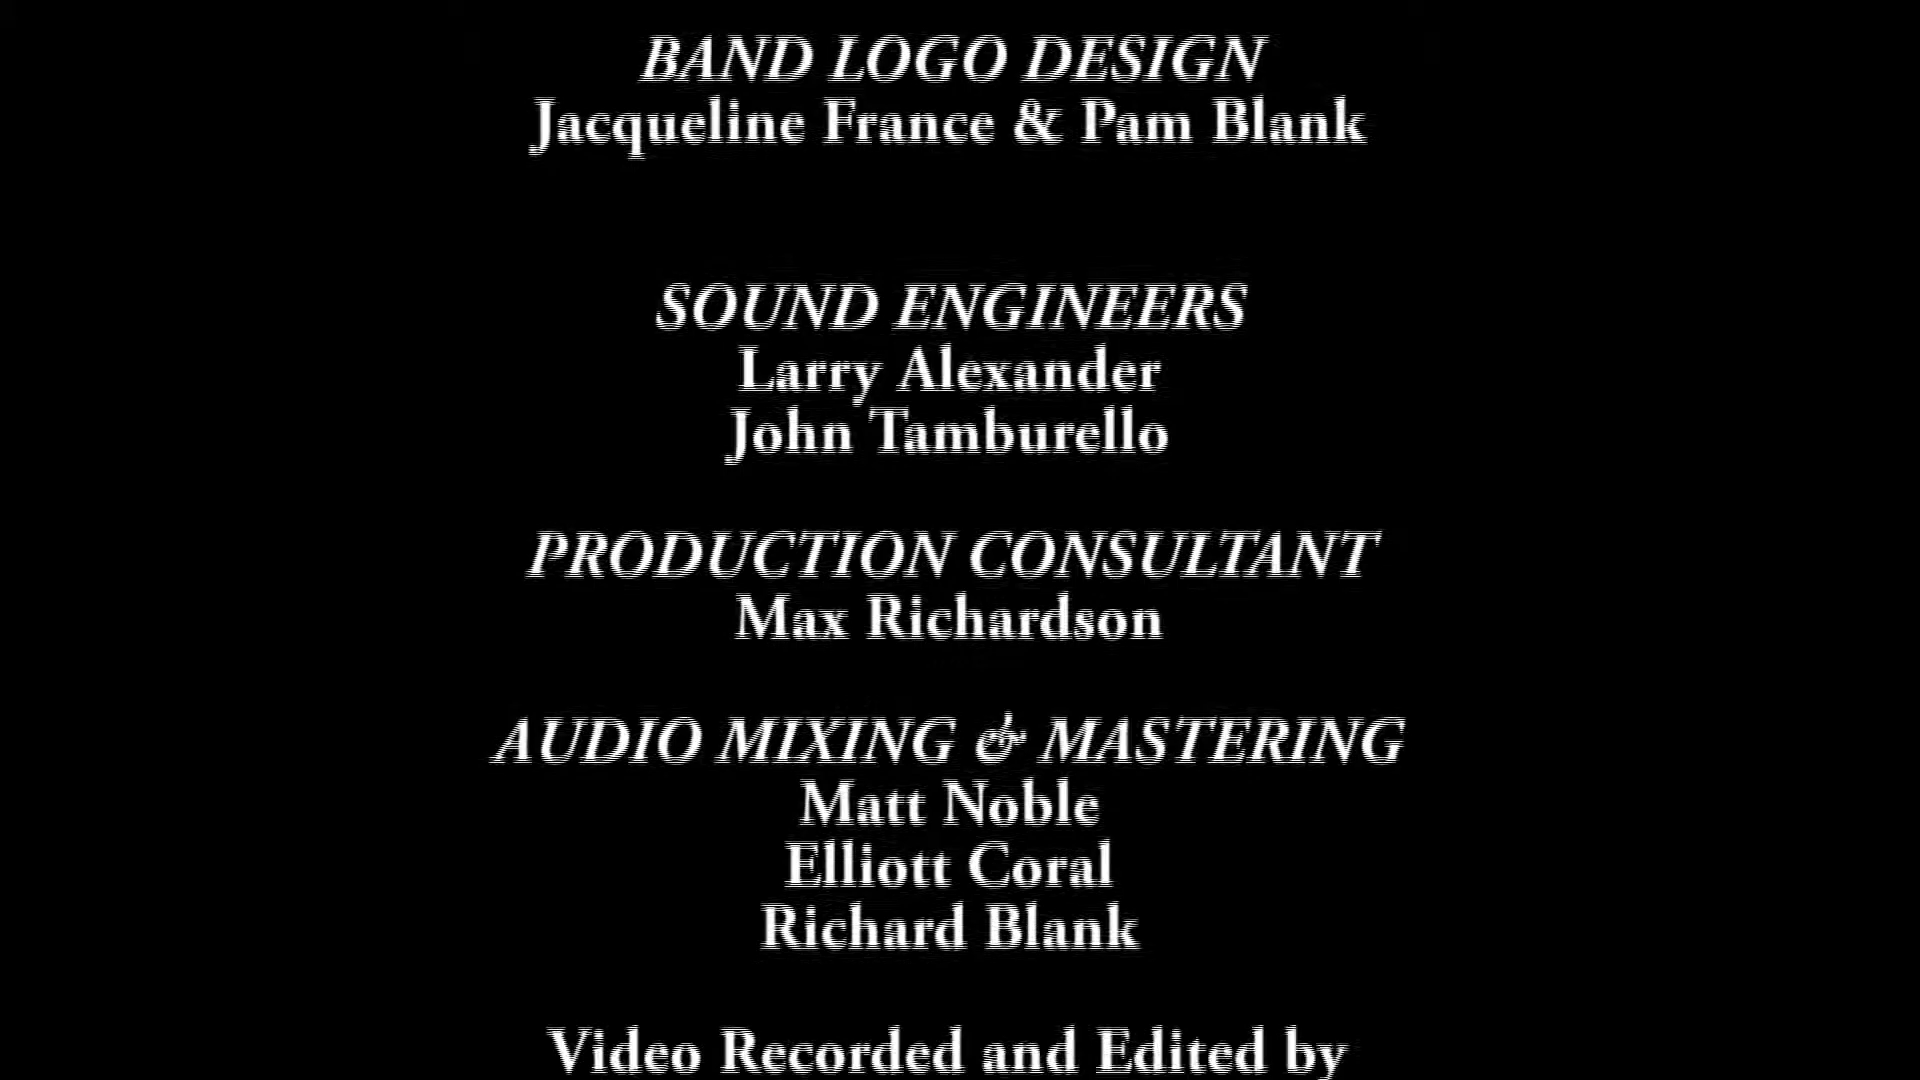 BAND LOGO DESIGN
Jacqueline France & Pam Blank
SOUND ENGINEERS
Larry Alexander
John Tamburello
PRODUCTION CONSULTANT
Max Richardson
AUDIO MIXING & MASTERING
Matt Noble
Elliott Coral
Richard Blank
Video Recorded and Edited by